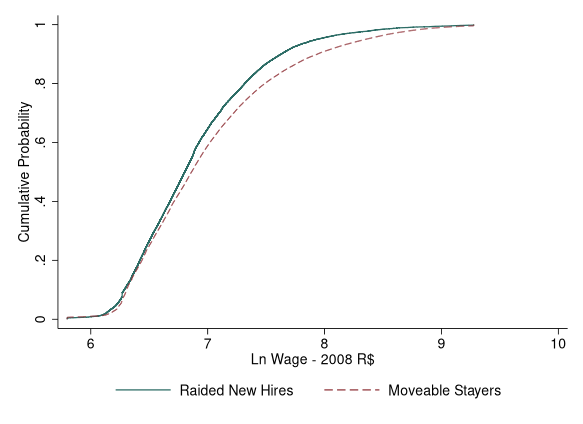 Cumulative Probability
1
.8
.6
.4
.2
0
6 7 8 9 10
Ln Wage - 2008 R$
Raided New Hires Moveable Stayers